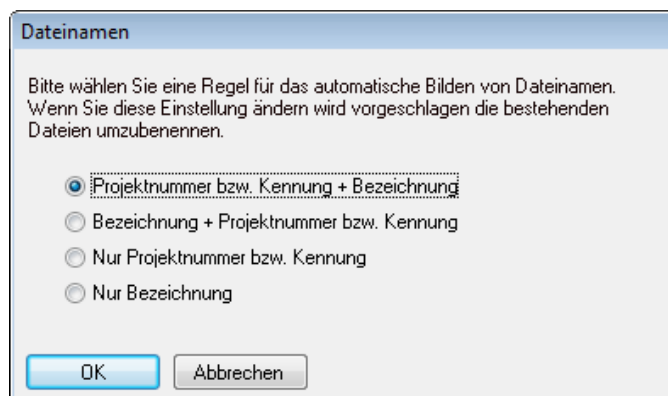 Dateinamen
Bitte wählen Sie eine Regel für das automatische Bilden von Dateinamen.
Wenn Sie diese Einstellung ändern wird vorgeschlagen die bestehenden
Dateien umzubenennen.
Projektnummer bzw. Kennung + Bezeichnung
Bezeichnung + Projektnummer bzw. Kennung
Nur Projektnummer bzw. Kennung
Nur Bezeichnung
OK Abbrechen